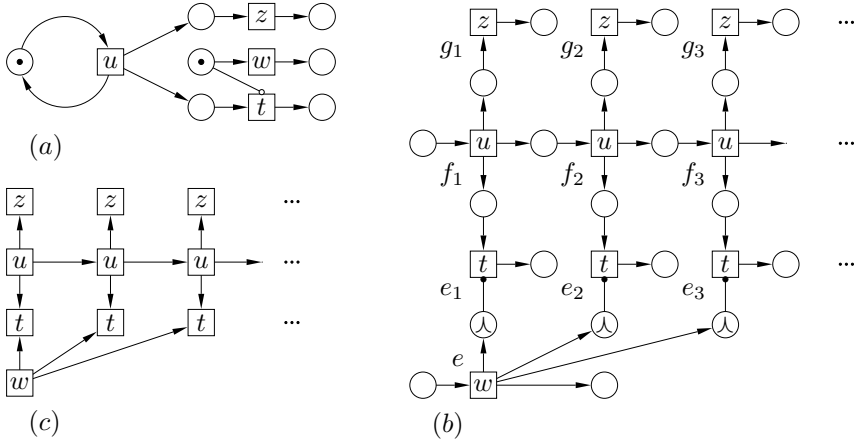 z
u
w
t
(a)
z z z ...
u u u ...
t t t ...
w
(c)
z z z ...
g1 g2 g3
u u u ...
f1 f2 f3
t t t ...
e1 e2 e3
⋏ ⋏ ⋏
e
w
(b)